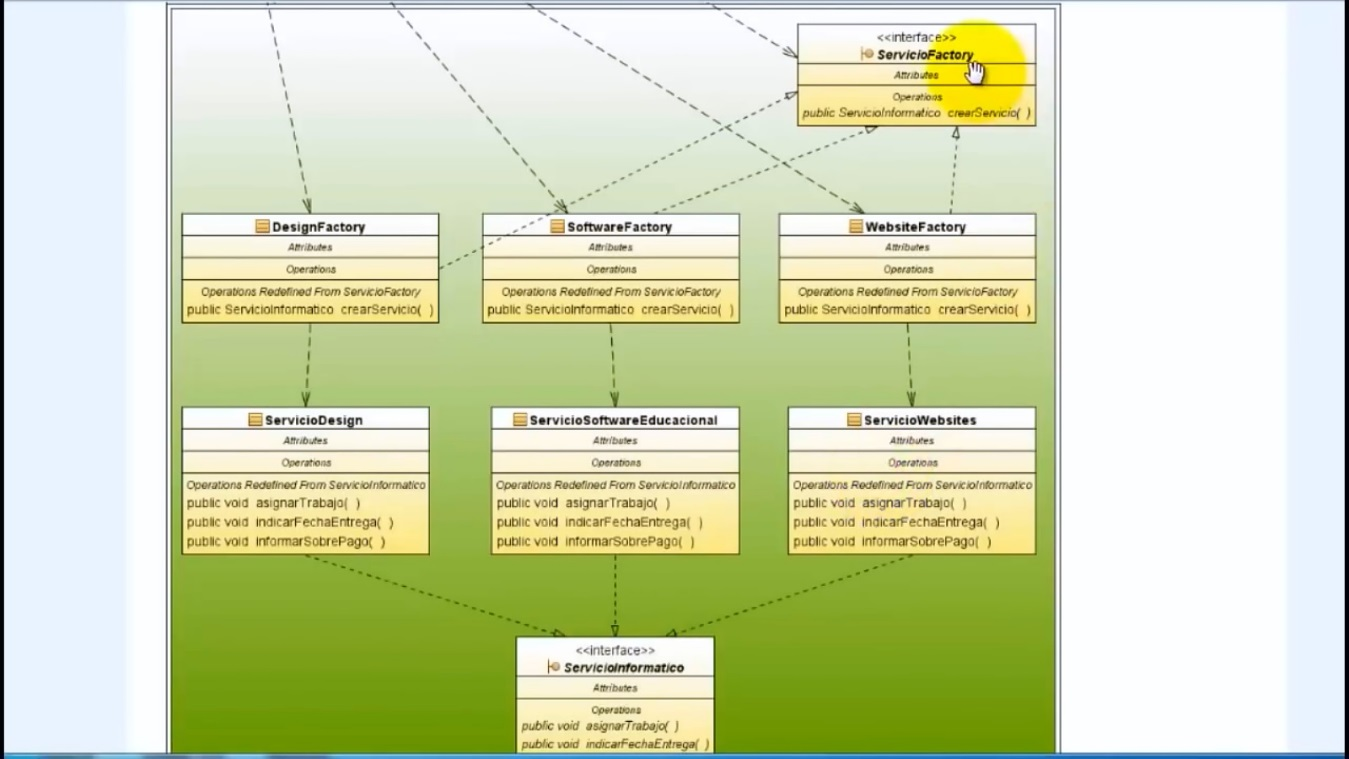 <<interface>>
ServicioFactory
Attributes
Operations
public ServicioInformatico crearServicio( )
DesignFactory
Attributes
Operations
Operations Redefined From ServicioFactory
public ServicioInformatico crearServicio( )
SoftwareFactory
Attributes
Operations
Operations Redefined From ServicioFactory
public ServicioInformatico crearServicio( )
WebsiteFactory
Attributes
Operations
Operations Redefined From ServicioFactory
public ServicioInformatico crearServicio( )
ServicioDesign
Attributes
Operations
Operations Redefined From ServicioInformatico
public void asignarTrabajo( )
public void indicarFechaEntrega( )
public void informarSobrePago( )
ServicioSoftwareEducacional
Attributes
Operations
Operations Redefined From ServicioInformatico
public void asignarTrabajo( )
public void indicarFechaEntrega( )
public void informarSobrePago( )
ServicioWebsites
Attributes
Operations
Operations Redefined From ServicioInformatico
public void asignarTrabajo( )
public void indicarFechaEntrega( )
public void informarSobrePago( )
<<interface>>
ServicioInformatico
Attributes
Operations
public void asignarTrabajo( )
public void indicarFechaEntrega( )